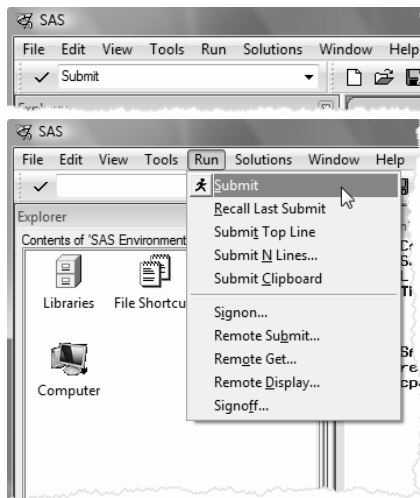 SAS
File Edit View Tools Run Solutions Window Help
Submit
SAS
File Edit View Tools Run Solutions Window Help
Explorer
Contents of 'SAS Environment
Libraries File Shortcu
Computer
Submit
Recall Last Submit
Submit Top Line
Submit N Lines...
Submit Clipboard
Signon...
Remote Submit...
Remote Get...
Remote Display...
Signoff...